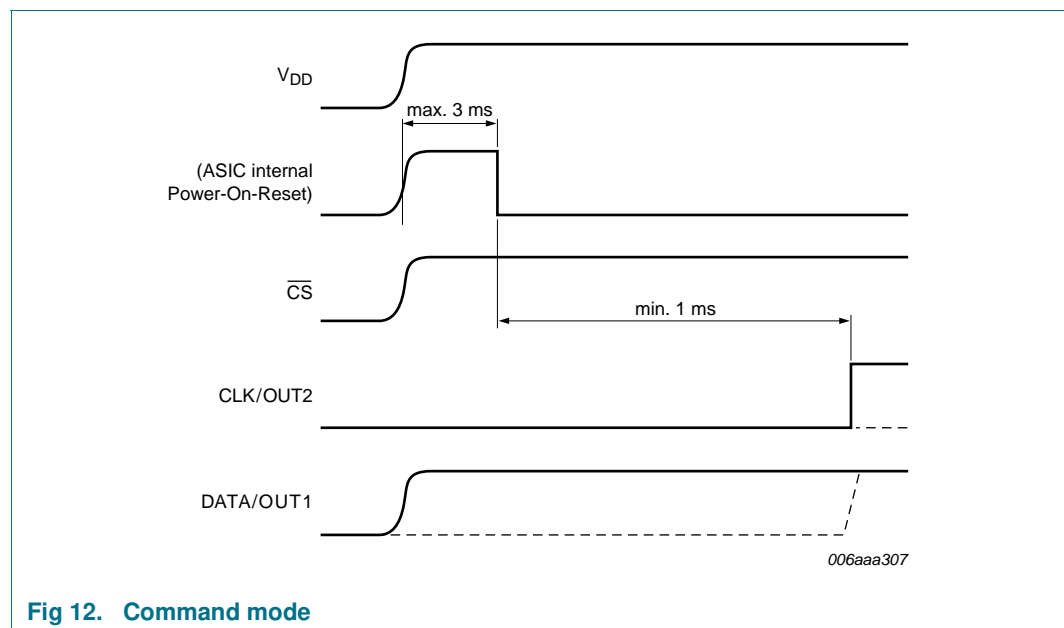 V_DD
max. 3 ms
(ASIC internal
Power-On-Reset)
CS
min. 1 ms
CLK/OUT2
DATA/OUT1
006aaa307
Fig 12. Command mode